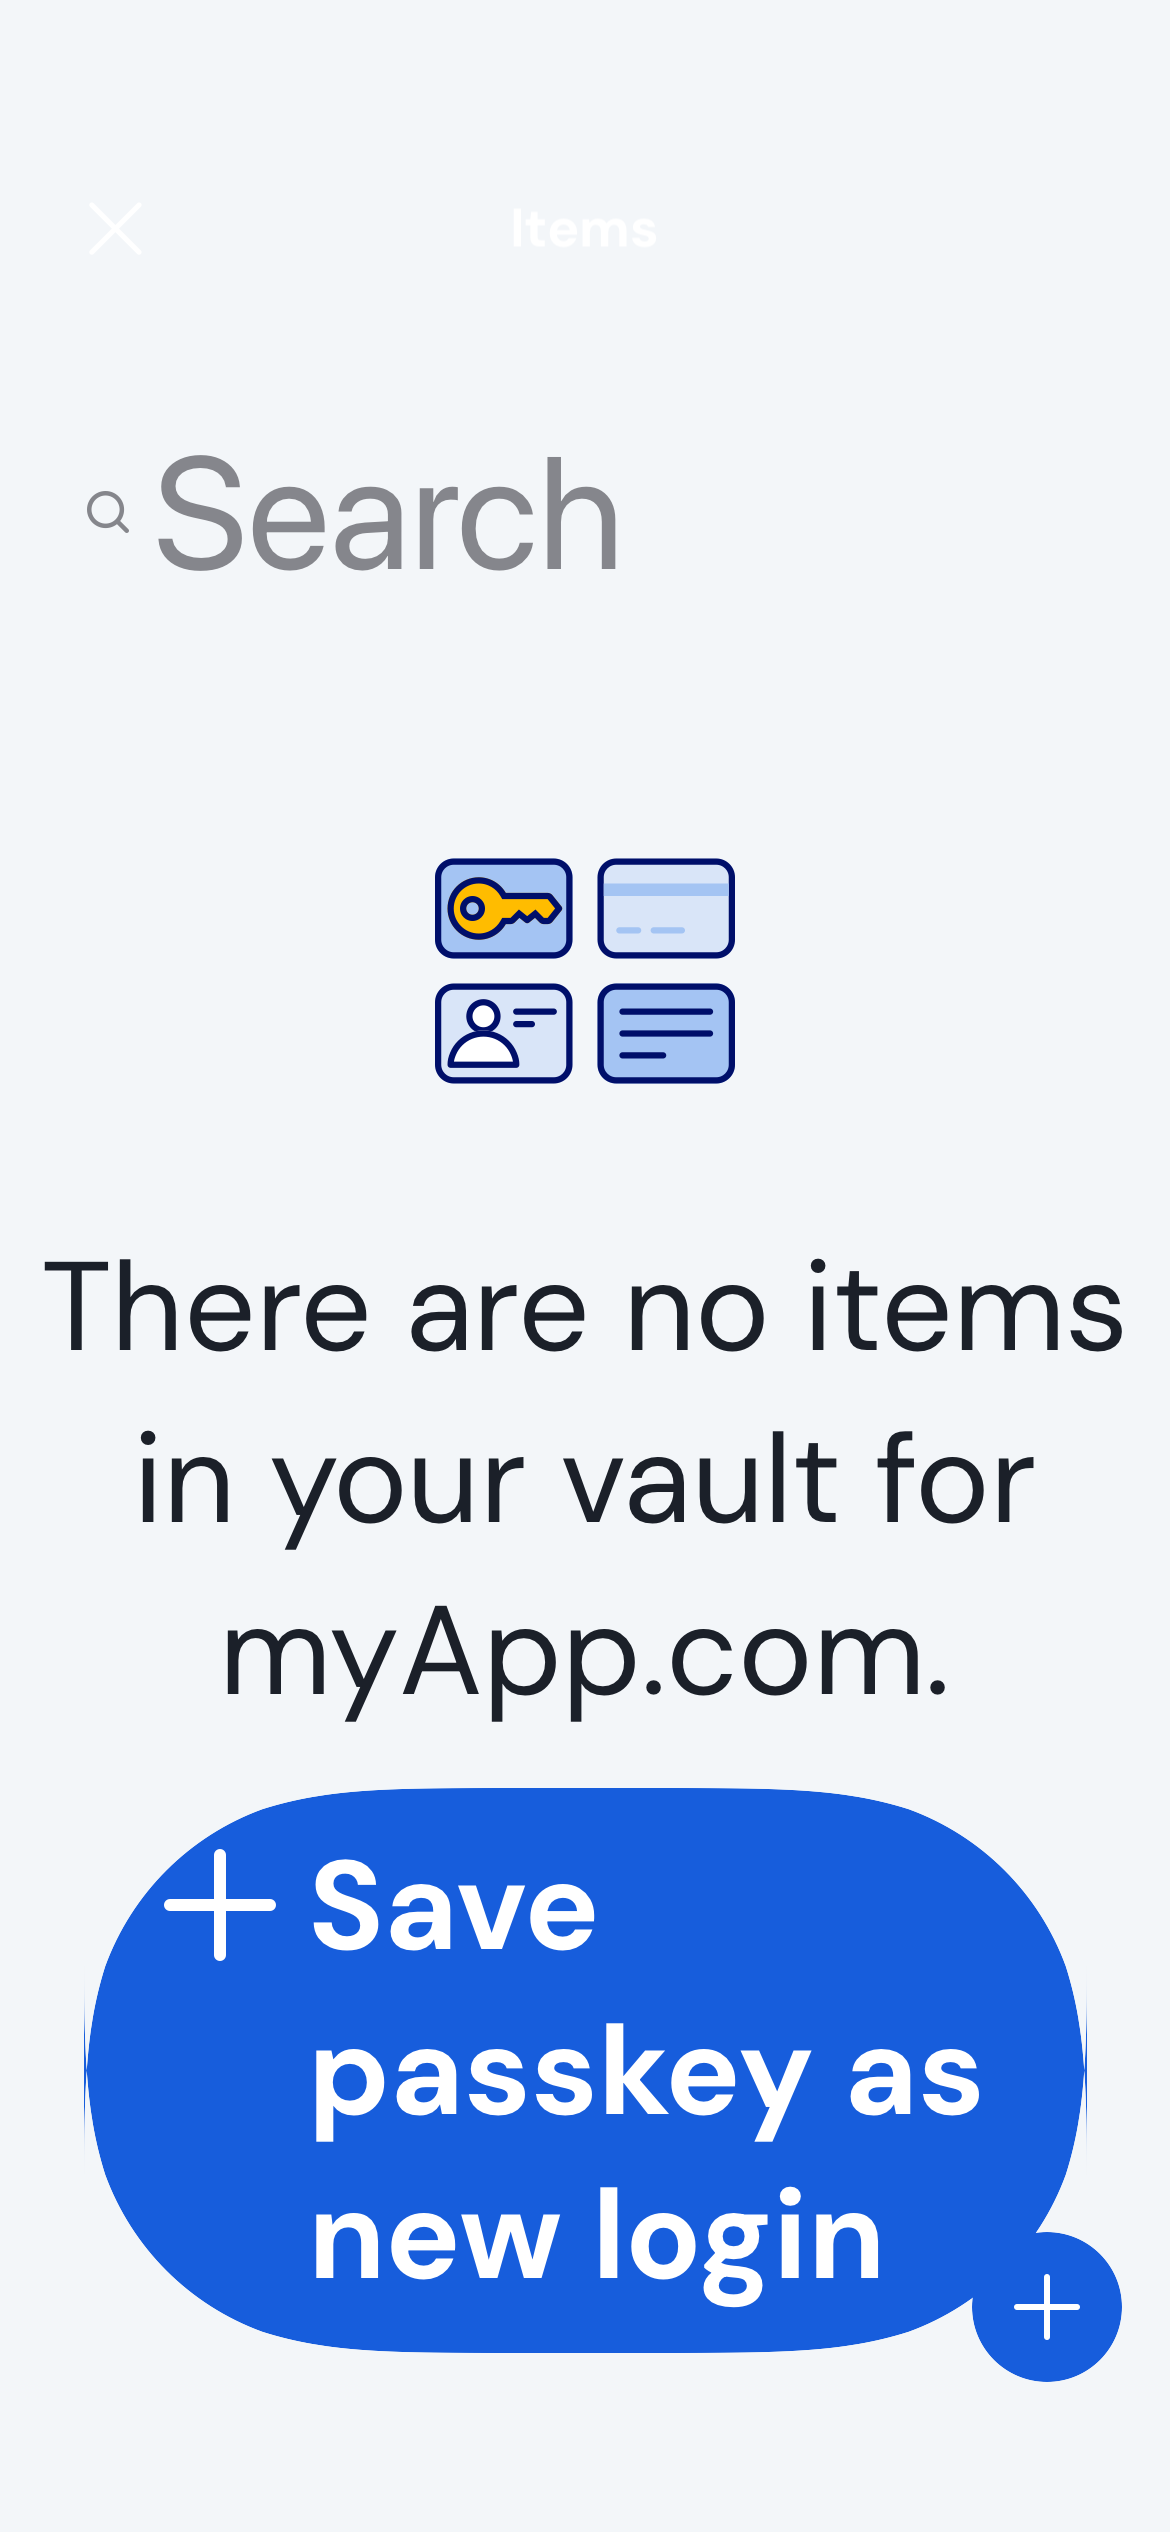 Items
Search
There are no items
in your vault for
myApp.com.
Save
passkey as
new login